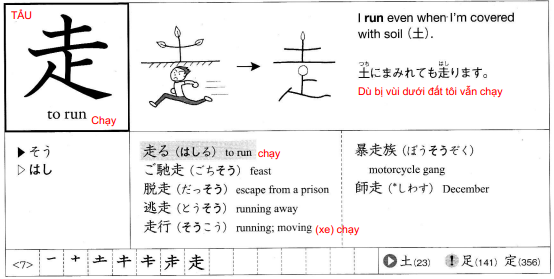 TẨU
走
to run
Chạy
I run even when I'm covered
with soil (土).
土にまみれても走ります。
つち
はし
Dù bị vùi dưới đất tôi vẫn chạy
▶そう
▷はし
走る（はしる） to run chạy
ご馳走（ごちそう） feast
脱走（だっそう） escape from a prison
逃走（とうそう） running away
走行（そうこう） running; moving (xe) chạy
暴走族（ぼうそうぞく）
motorcycle gang
師走（*しわす） December
<7>
走
土(23)
足(141) 定(356)